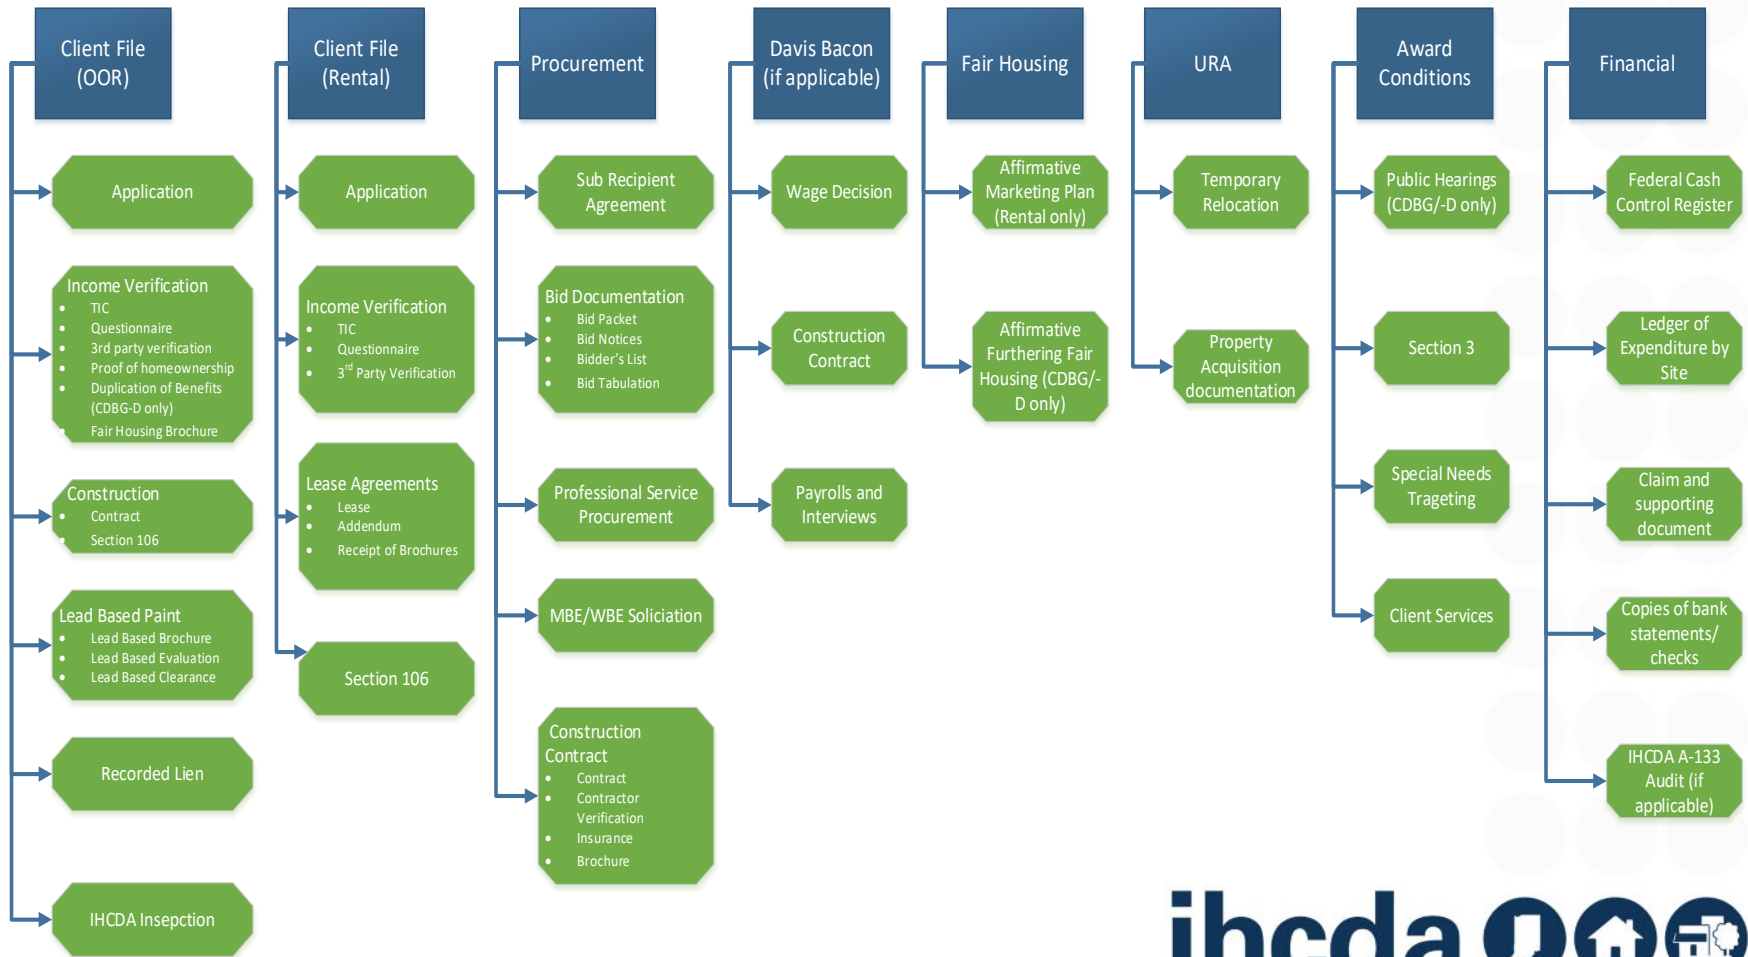 Client File
(OOR)
Application
Income Verification
• TIC
• Questionnaire
• 3rd party verification
• Proof of homeownership
• Duplication of Benefits
(CDBG-D only)
• Fair Housing Brochure
Construction
• Contract
• Section 106
Lead Based Paint
• Lead Based Brochure
• Lead Based Evaluation
• Lead Based Clearance
Recorded Lien
IHCDA Insepction
Client File
(Rental)
Application
Income Verification
• TIC
• Questionnaire
• 3rd Party Verification
Lease Agreements
• Lease
• Addendum
• Receipt of Brochures
Section 106
Procurement
Sub Recipient
Agreement
Bid Documentation
• Bid Packet
• Bid Notices
• Bidder's List
• Bid Tabulation
Professional Service
Procurement
MBE/WBE Soliciation
Construction
Contract
• Contract
• Contractor
Verification
• Insurance
• Brochure
Davis Bacon
(if applicable)
Wage Decision
Construction
Contract
Payrolls and
Interviews
Fair Housing
Affirmative
Marketing Plan
(Rental only)
Affirmative
Furthering Fair
Housing (CDBG/-
D only)
URA
Temporary
Relocation
Property
Acquisition
documentation
Award
Conditions
Public Hearings
(CDBG/-D only)
Section 3
Special Needs
Trageting
Client Services
Financial
Federal Cash
Control Register
Ledger of
Expenditure by
Site
Claim and
supporting
document
Copies of bank
statements/
checks
IHCDA A-133
Audit (if
applicable)
ihcda